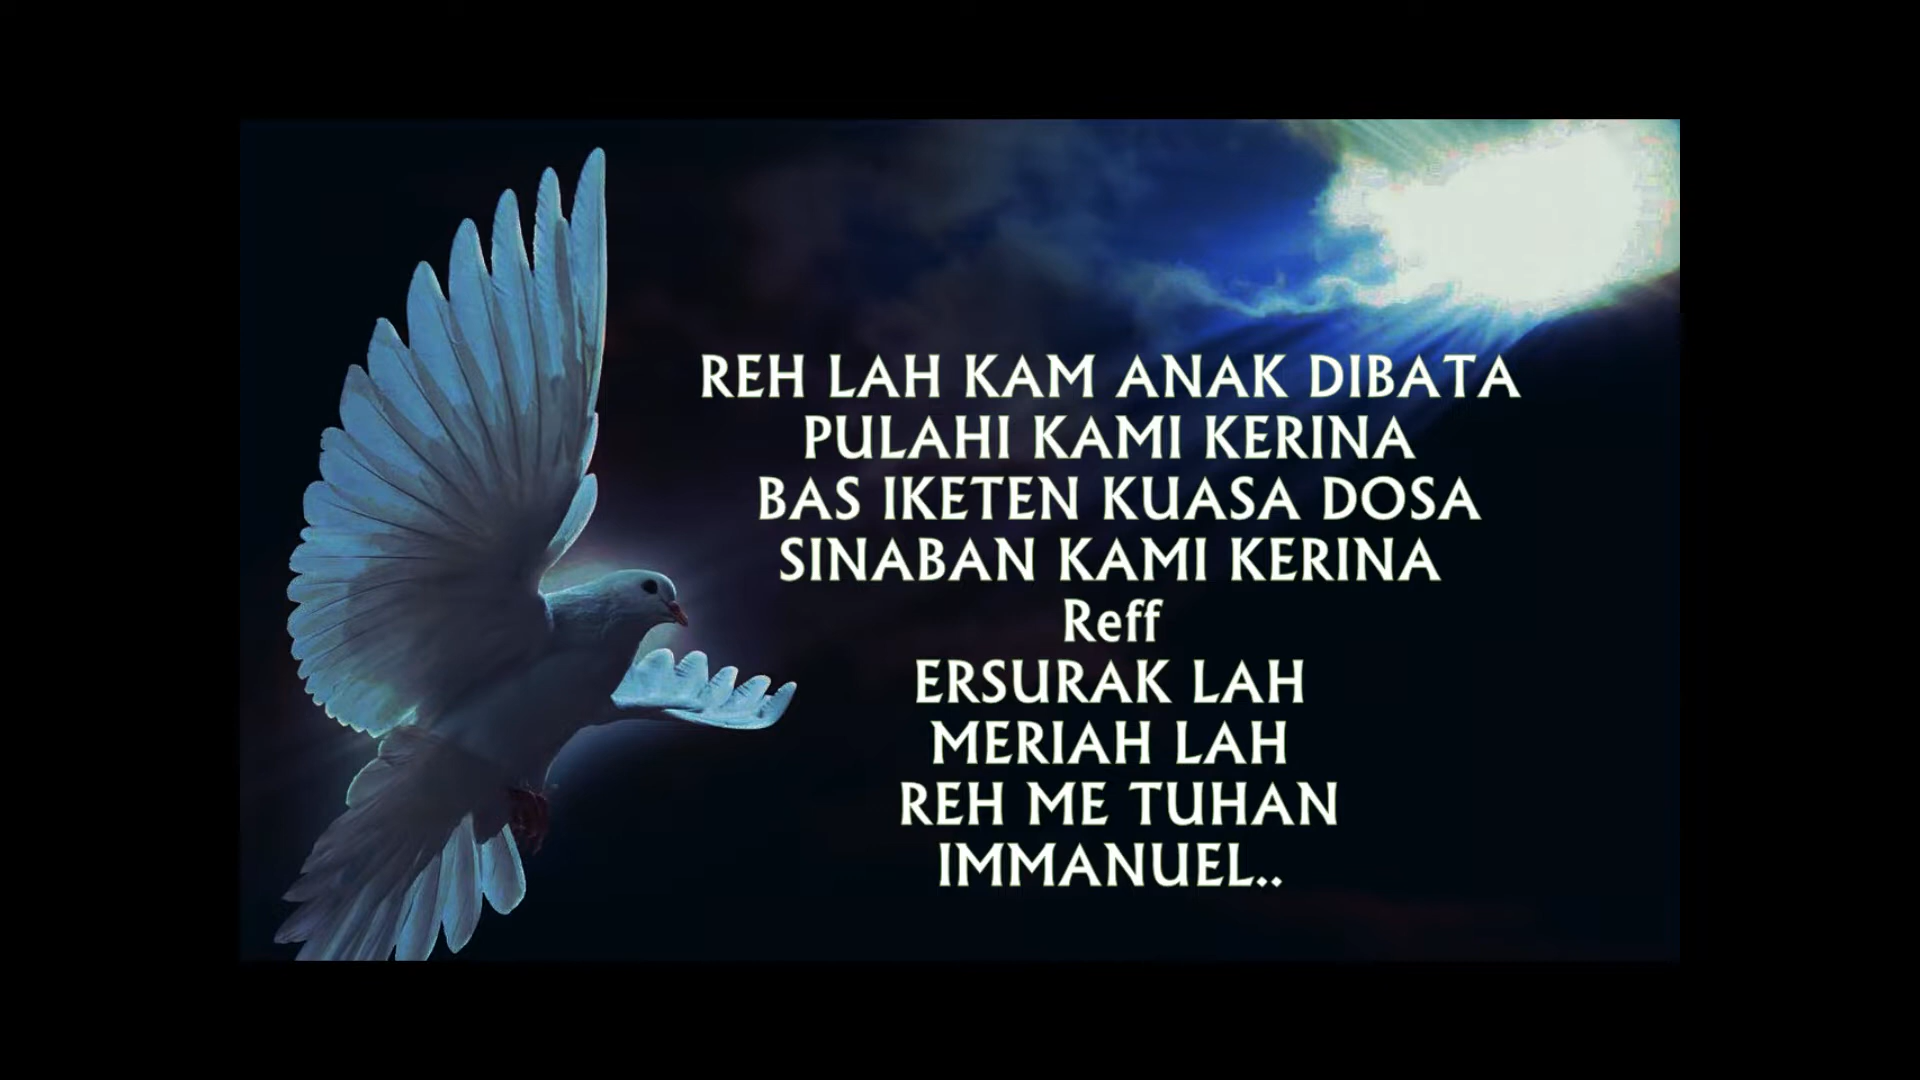 REH LAH KAM ANAK DIBATA
PULAHI KAMI KERINA
BAS IKETEN KUASA DOSA
SINABAN KAMI KERINA
Reff
ERSURAK LAH
MERIAH LAH
REH ME TUHAN
IMMANUEL..